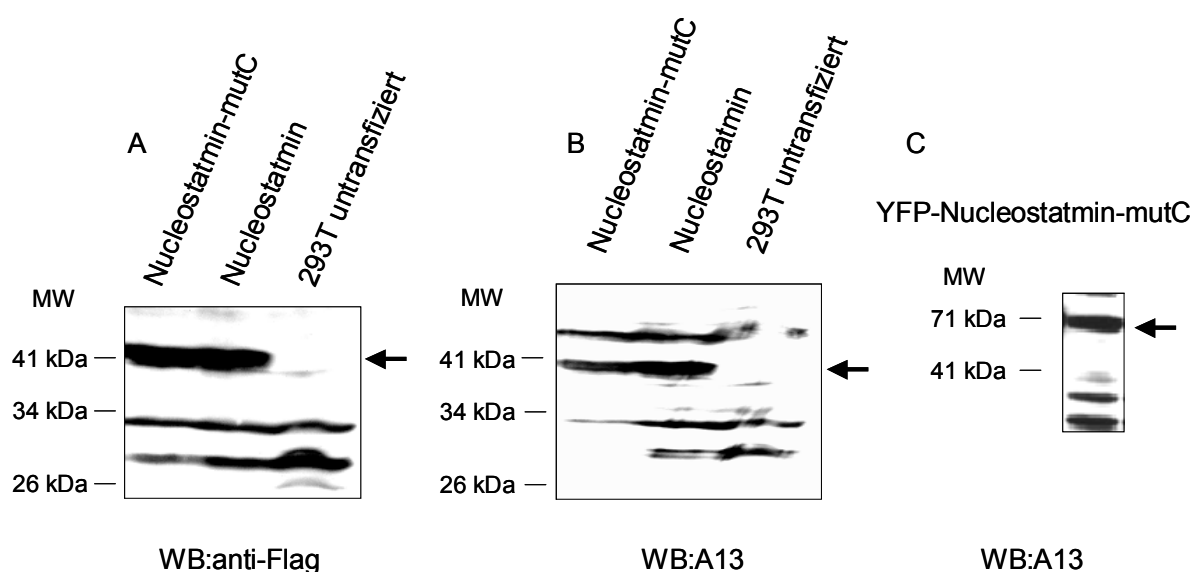 A
Nucleostatmin-mutC
Nucleostatmin
293T untransfiziert
MW
41 kDa
34 kDa
26 kDa
WB:anti-Flag
B
Nucleostatmin-mutC
Nucleostatmin
293T untransfiziert
MW
41 kDa
34 kDa
26 kDa
WB:A13
C
YFP-Nucleostatmin-mutC
MW
71 kDa
41 kDa
WB:A13